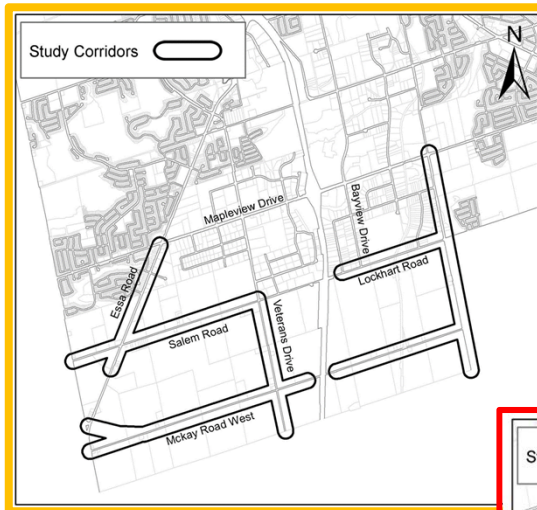 Study Corridors
N
Mapleview Drive
Bayview Drive
Essa Road
Lockhart Road
Salem Road
Veterans Drive
Mckay Road West